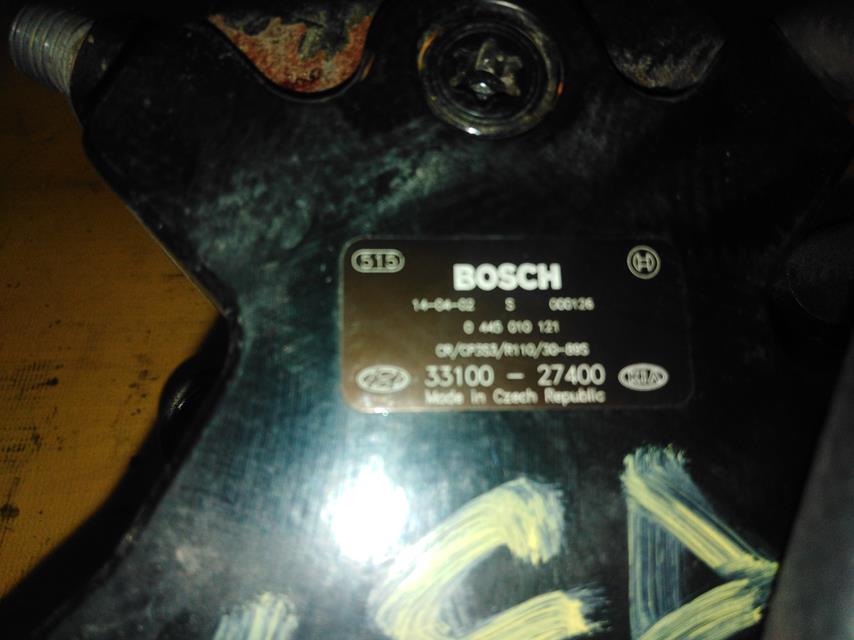 515
BOSCH
14-04-02 S 000126
0 445 010 121
CR/CP3S3/R110/30-89S
33100 - 27400 KIA
Made in Czech Republic